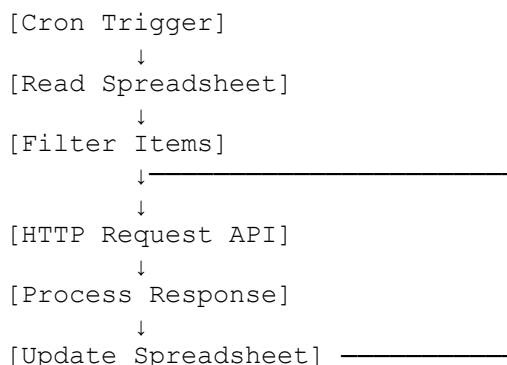 [Cron Trigger]
↓
[Read Spreadsheet]
↓
[Filter Items]
↓────────────────────────
↓
[HTTP Request API]
↓
[Process Response]
↓
[Update Spreadsheet] ───────────